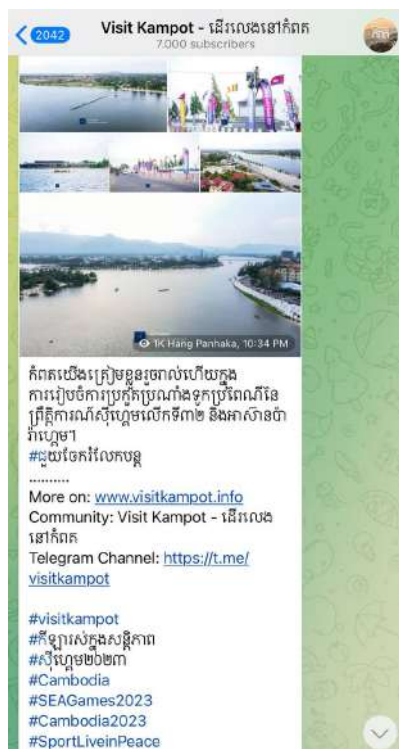 2042
Visit Kampot - ដើរលេងនៅកំពត
7.000 subscribers
1K Hang Panhaka, 10:34 PM
កំពតយើងត្រៀមខ្លួនរួចរាល់ហើយក្នុង
ការរៀបចំការប្រកួតប្រណាំងទូកប្រពៃណីនៃ
ព្រឹត្តិការណ៍ស៊ីហ្គេមលើកទី៣២ និងអាស៊ានប៉ា
រ៉ាហ្គេម។
#ជួយចែករំលែកបន្ត
..........
More on: www.visitkampot.info
Community: Visit Kampot - ដើរលេង
នៅកំពត
Telegram Channel: https://t.me/
visitkampot
#visitkampot
#កីឡារស់ក្នុងសន្តិភាព
#ស៊ីហ្គេម២០២៣
#Cambodia
#SEAGames2023
#Cambodia2023
#SportLiveinPeace